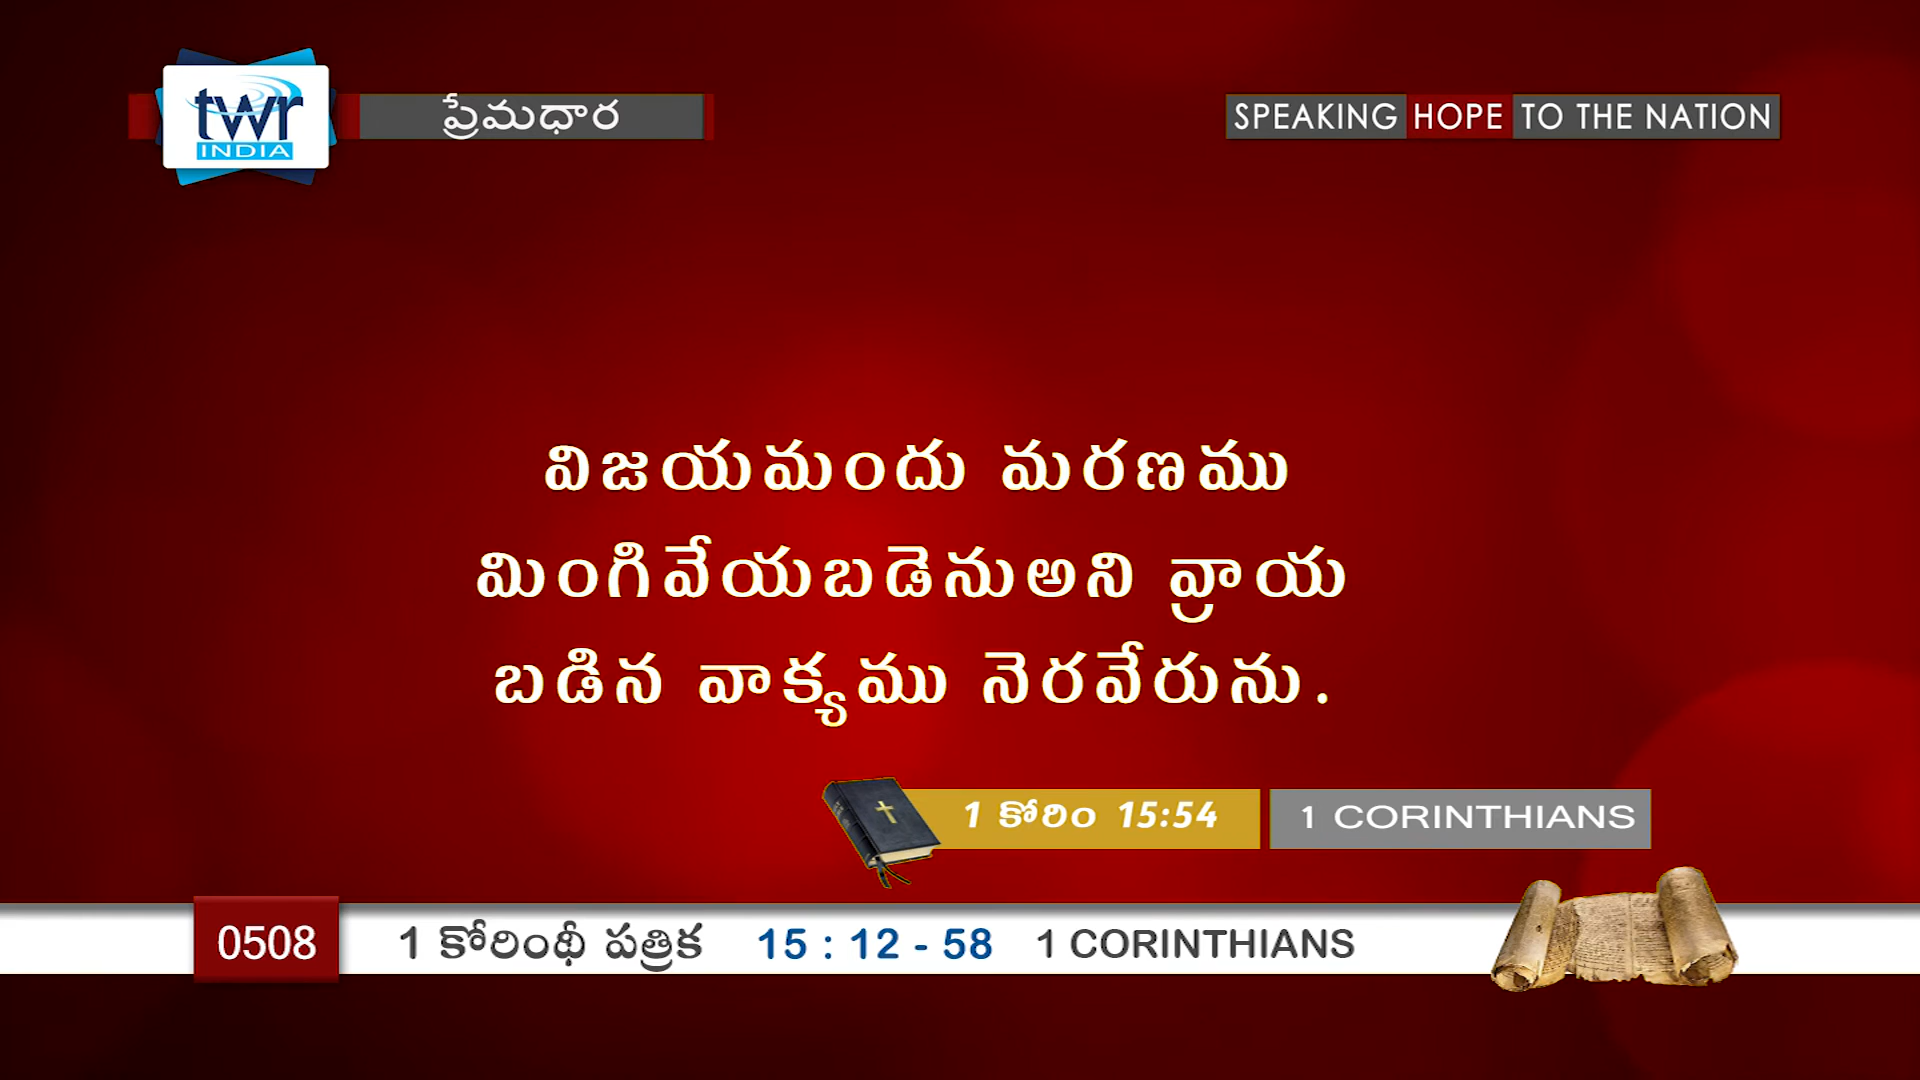 twr
INDIA
ప్రేమధార
SPEAKING HOPE TO THE NATION
విజయమందు మరణము
మింగివేయబడెనుఅని వ్రాయ
బడిన వాక్యము నెరవేరును.
1 కోరిం 15:54
1 CORINTHIANS
0508
1 కోరింథీ పత్రిక 15 : 12 - 58 1 CORINTHIANS